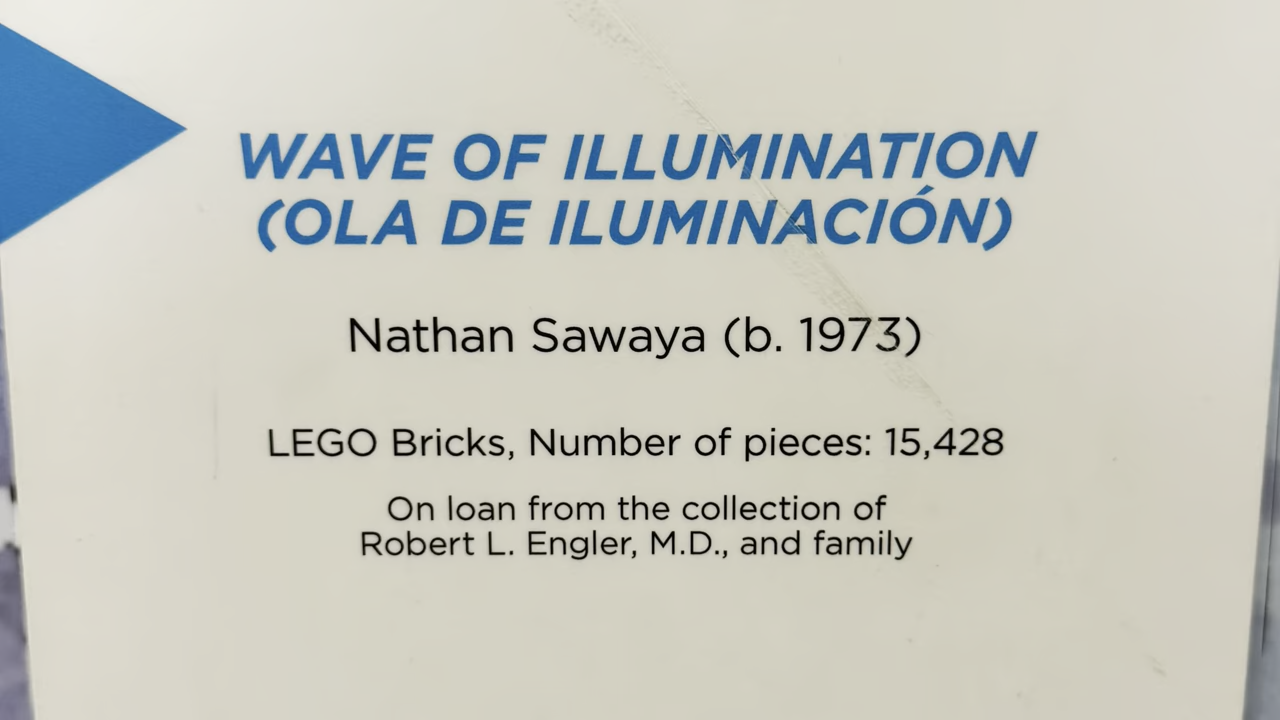 WAVE OF ILLUMINATION
(OLA DE ILUMINACIÓN)
Nathan Sawaya (b. 1973)
LEGO Bricks, Number of pieces: 15,428
On loan from the collection of
Robert L. Engler, M.D., and family